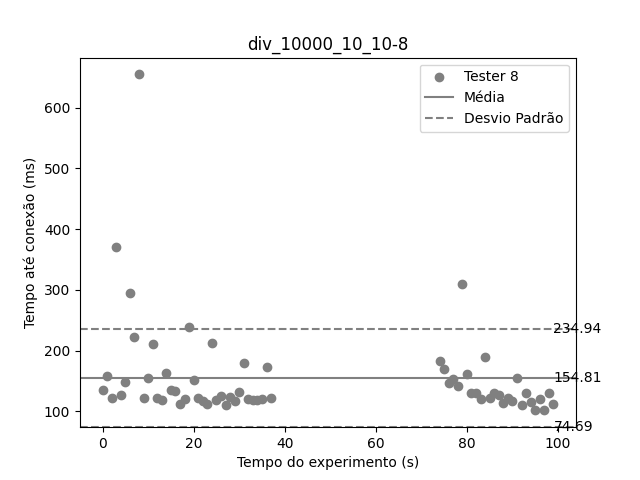 div_10000_10_10-8
Tester 8
Média
Desvio Padrão
Tempo até conexão (ms)
600
500
400
300
200
100
234.94
154.81
74.69
0
20
40
60
80
100
Tempo do experimento (s)